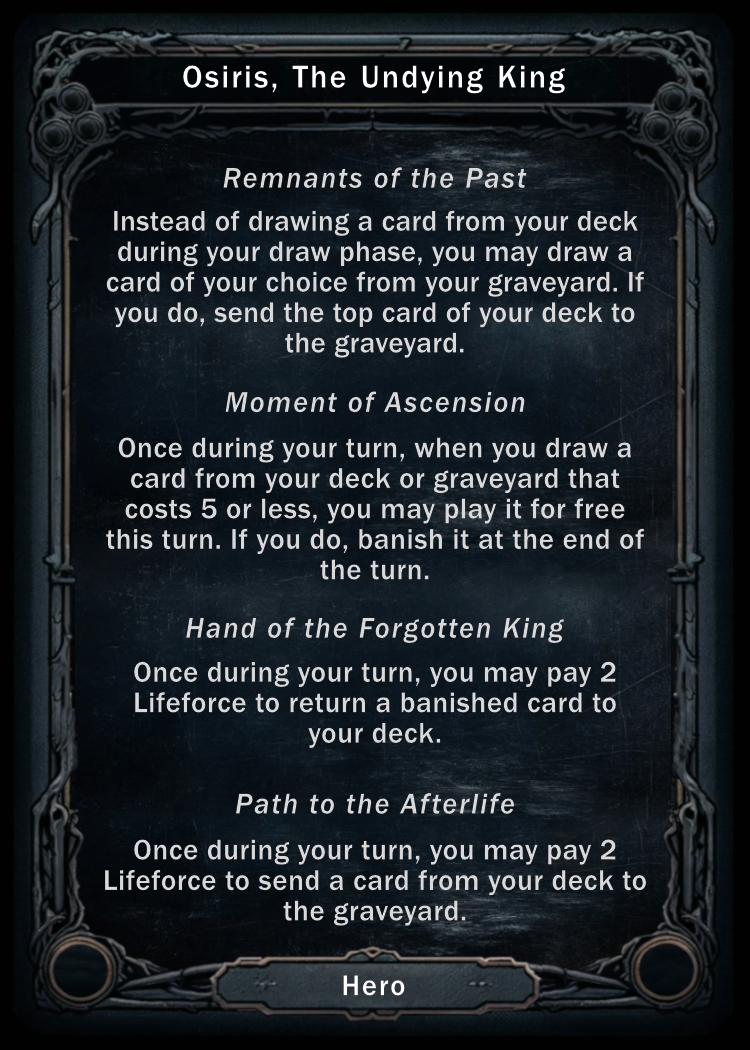 Osiris, The Undying King
Remnants of the Past
Instead of drawing a card from your deck
during your draw phase, you may draw a
card of your choice from your graveyard. If
you do, send the top card of your deck to
the graveyard.
Moment of Ascension
Once during your turn, when you draw a
card from your deck or graveyard that
costs 5 or less, you may play it for free
this turn. If you do, banish it at the end of
the turn.
Hand of the Forgotten King
Once during your turn, you may pay 2
Lifeforce to return a banished card to
your deck.
Path to the Afterlife
Once during your turn, you may pay 2
Lifeforce to send a card from your deck to
the graveyard.
Hero